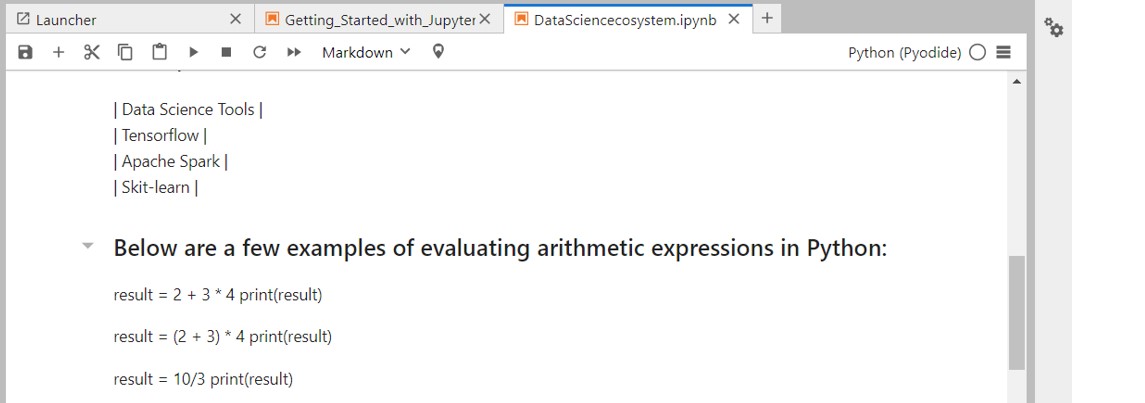 Launcher
Getting_Started_with_Jupyter
DataSciencecosystem.ipynb
Markdown
Python (Pyodide)
| Data Science Tools |
| Tensorflow |
| Apache Spark |
| Skit-learn |
Below are a few examples of evaluating arithmetic expressions in Python:
result = 2 + 3 * 4 print(result)
result = (2 + 3) * 4 print(result)
result = 10/3 print(result)